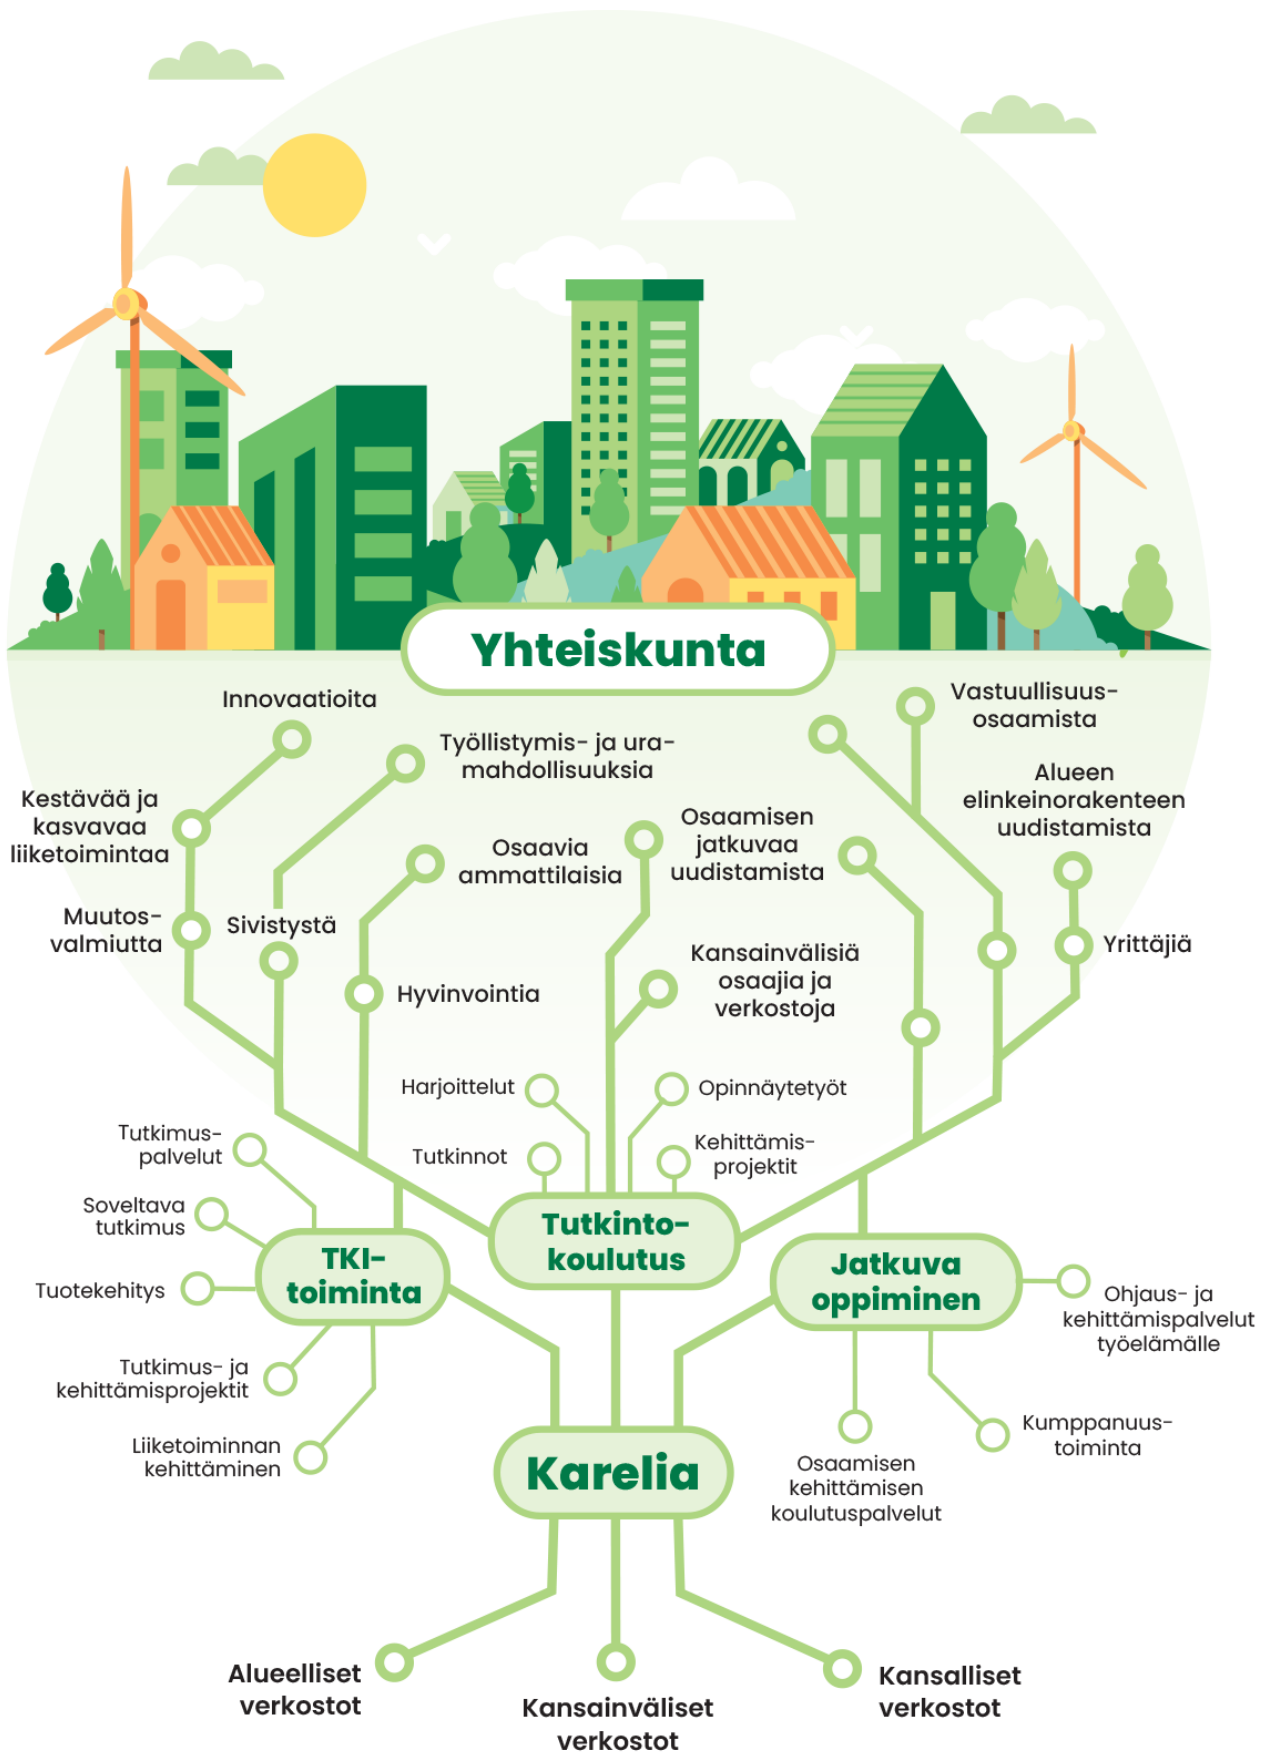 Yhteiskunta
Innovaatioita
Työllistymis- ja ura-
mahdollisuuksia
Vastuullisuus-
osaamista
Kestävää ja
kasvavaa
liiketoimintaa
Osaavia
ammattilaisia
Osaamisen
jatkuvaa
uudistamista
Alueen
elinkeinorakenteen
uudistamista
Muutos-
valmiutta
Sivistystä
Hyvinvointia
Kansainvälisiä
osaajia ja
verkostoja
Yrittäjiä
Harjoittelut
Opinnäytetyöt
Tutkinnot
Kehittämis-
projektit
Tutkimus-
palvelut
Soveltava
tutkimus
Tuotekehitys
Tutkimus- ja
kehittämisprojektit
Liiketoiminnan
kehittäminen
TKI-
toiminta
Tutkinto-
koulutus
Jatkuva
oppiminen
Ohjaus- ja
kehittämispalvelut
työelämälle
Kumppanuus-
toiminta
Osaamisen
kehittämisen
koulutuspalvelut
Karelia
Alueelliset
verkostot
Kansainväliset
verkostot
Kansalliset
verkostot